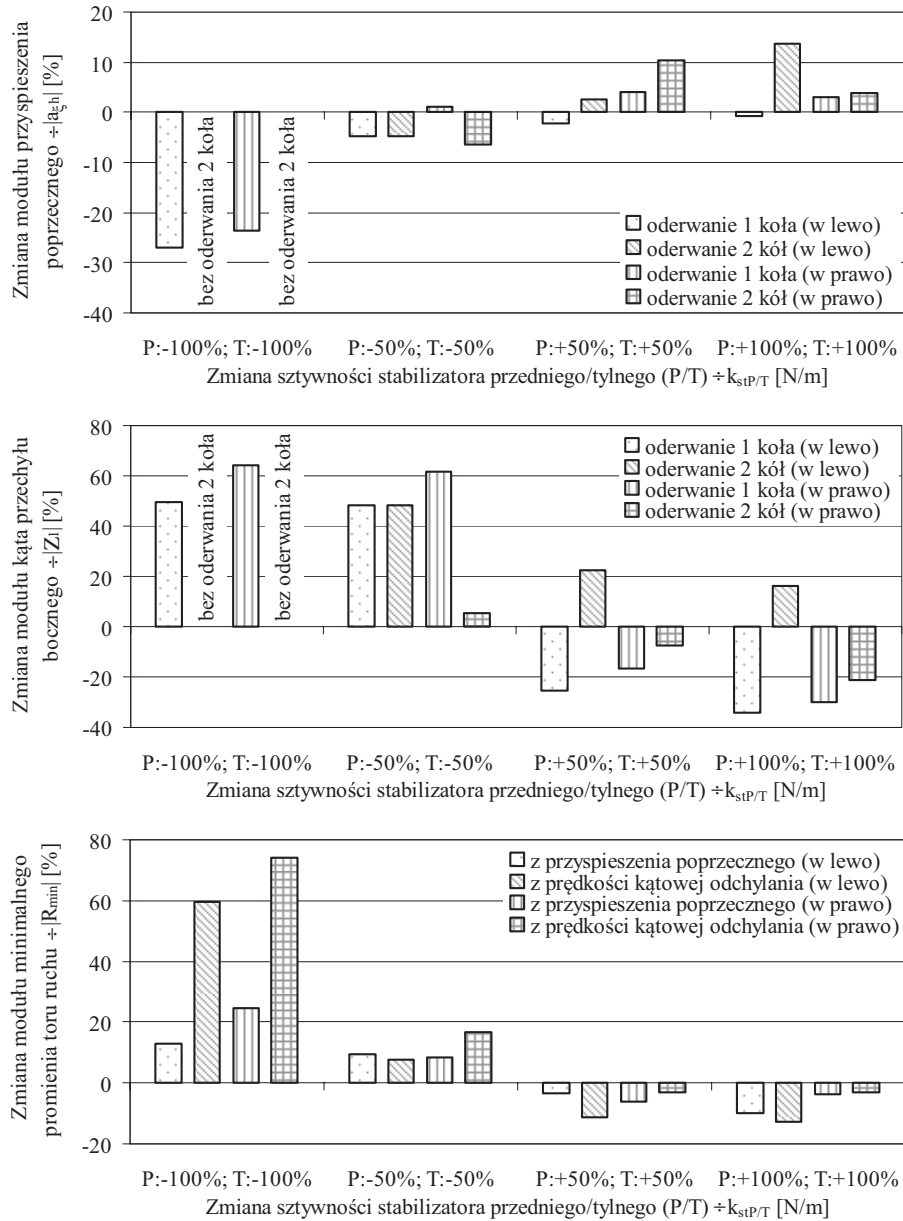 Zmiana modułu przyspieszenia
poprzecznego ÷|aξh| [%]
20
10
0
-10
-20
-30
-40
bez oderwania 2 koła
bez oderwania 2 koła
oderwanie 1 koła (w lewo)
oderwanie 2 kół (w lewo)
oderwanie 1 koła (w prawo)
oderwanie 2 kół (w prawo)
P:-100%; T:-100% P:-50%; T:-50% P:+50%; T:+50% P:+100%; T:+100%
Zmiana sztywności stabilizatora przedniego/tylnego (P/T) ÷kstP/T [N/m]
Zmiana modułu kąta przechyłu
bocznego ÷|Zl| [%]
80
60
40
20
0
-20
-40
bez oderwania 2 koła
bez oderwania 2 koła
oderwanie 1 koła (w lewo)
oderwanie 2 kół (w lewo)
oderwanie 1 koła (w prawo)
oderwanie 2 kół (w prawo)
P:-100%; T:-100% P:-50%; T:-50% P:+50%; T:+50% P:+100%; T:+100%
Zmiana sztywności stabilizatora przedniego/tylnego (P/T) ÷kstP/T [N/m]
Zmiana modułu minimalnego
promienia toru ruchu ÷|Rmin| [%]
80
60
40
20
0
-20
z przyspieszenia poprzecznego (w lewo)
z prędkości kątowej odchylania (w lewo)
z przyspieszenia poprzecznego (w prawo)
z prędkości kątowej odchylania (w prawo)
P:-100%; T:-100% P:-50%; T:-50% P:+50%; T:+50% P:+100%; T:+100%
Zmiana sztywności stabilizatora przedniego/tylnego (P/T) ÷kstP/T [N/m]